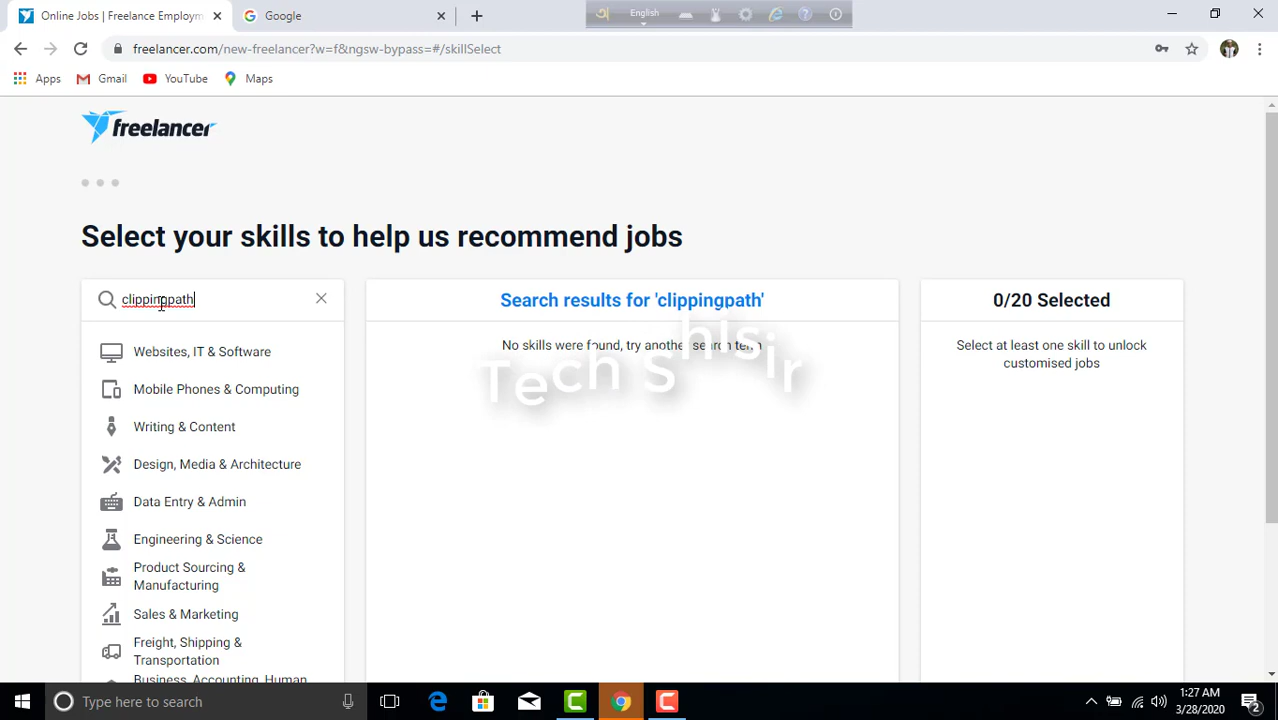 Online Jobs | Freelance Employm
Google
English
freelancer.com/new-freelancer?w=f&ngsw-bypass=#/skillSelect
Apps
Gmail
YouTube
Maps
freelancer
Select your skills to help us recommend jobs
clippingpath
Search results for 'clippingpath'
0/20 Selected
No skills were found, try another search term
Select at least one skill to unlock
customised jobs
Websites, IT & Software
Mobile Phones & Computing
Writing & Content
Design, Media & Architecture
Data Entry & Admin
Engineering & Science
Product Sourcing &
Manufacturing
Sales & Marketing
Freight, Shipping &
Transportation
Business, Accounting, Human
Type here to search
1:27 AM
3/28/2020
2